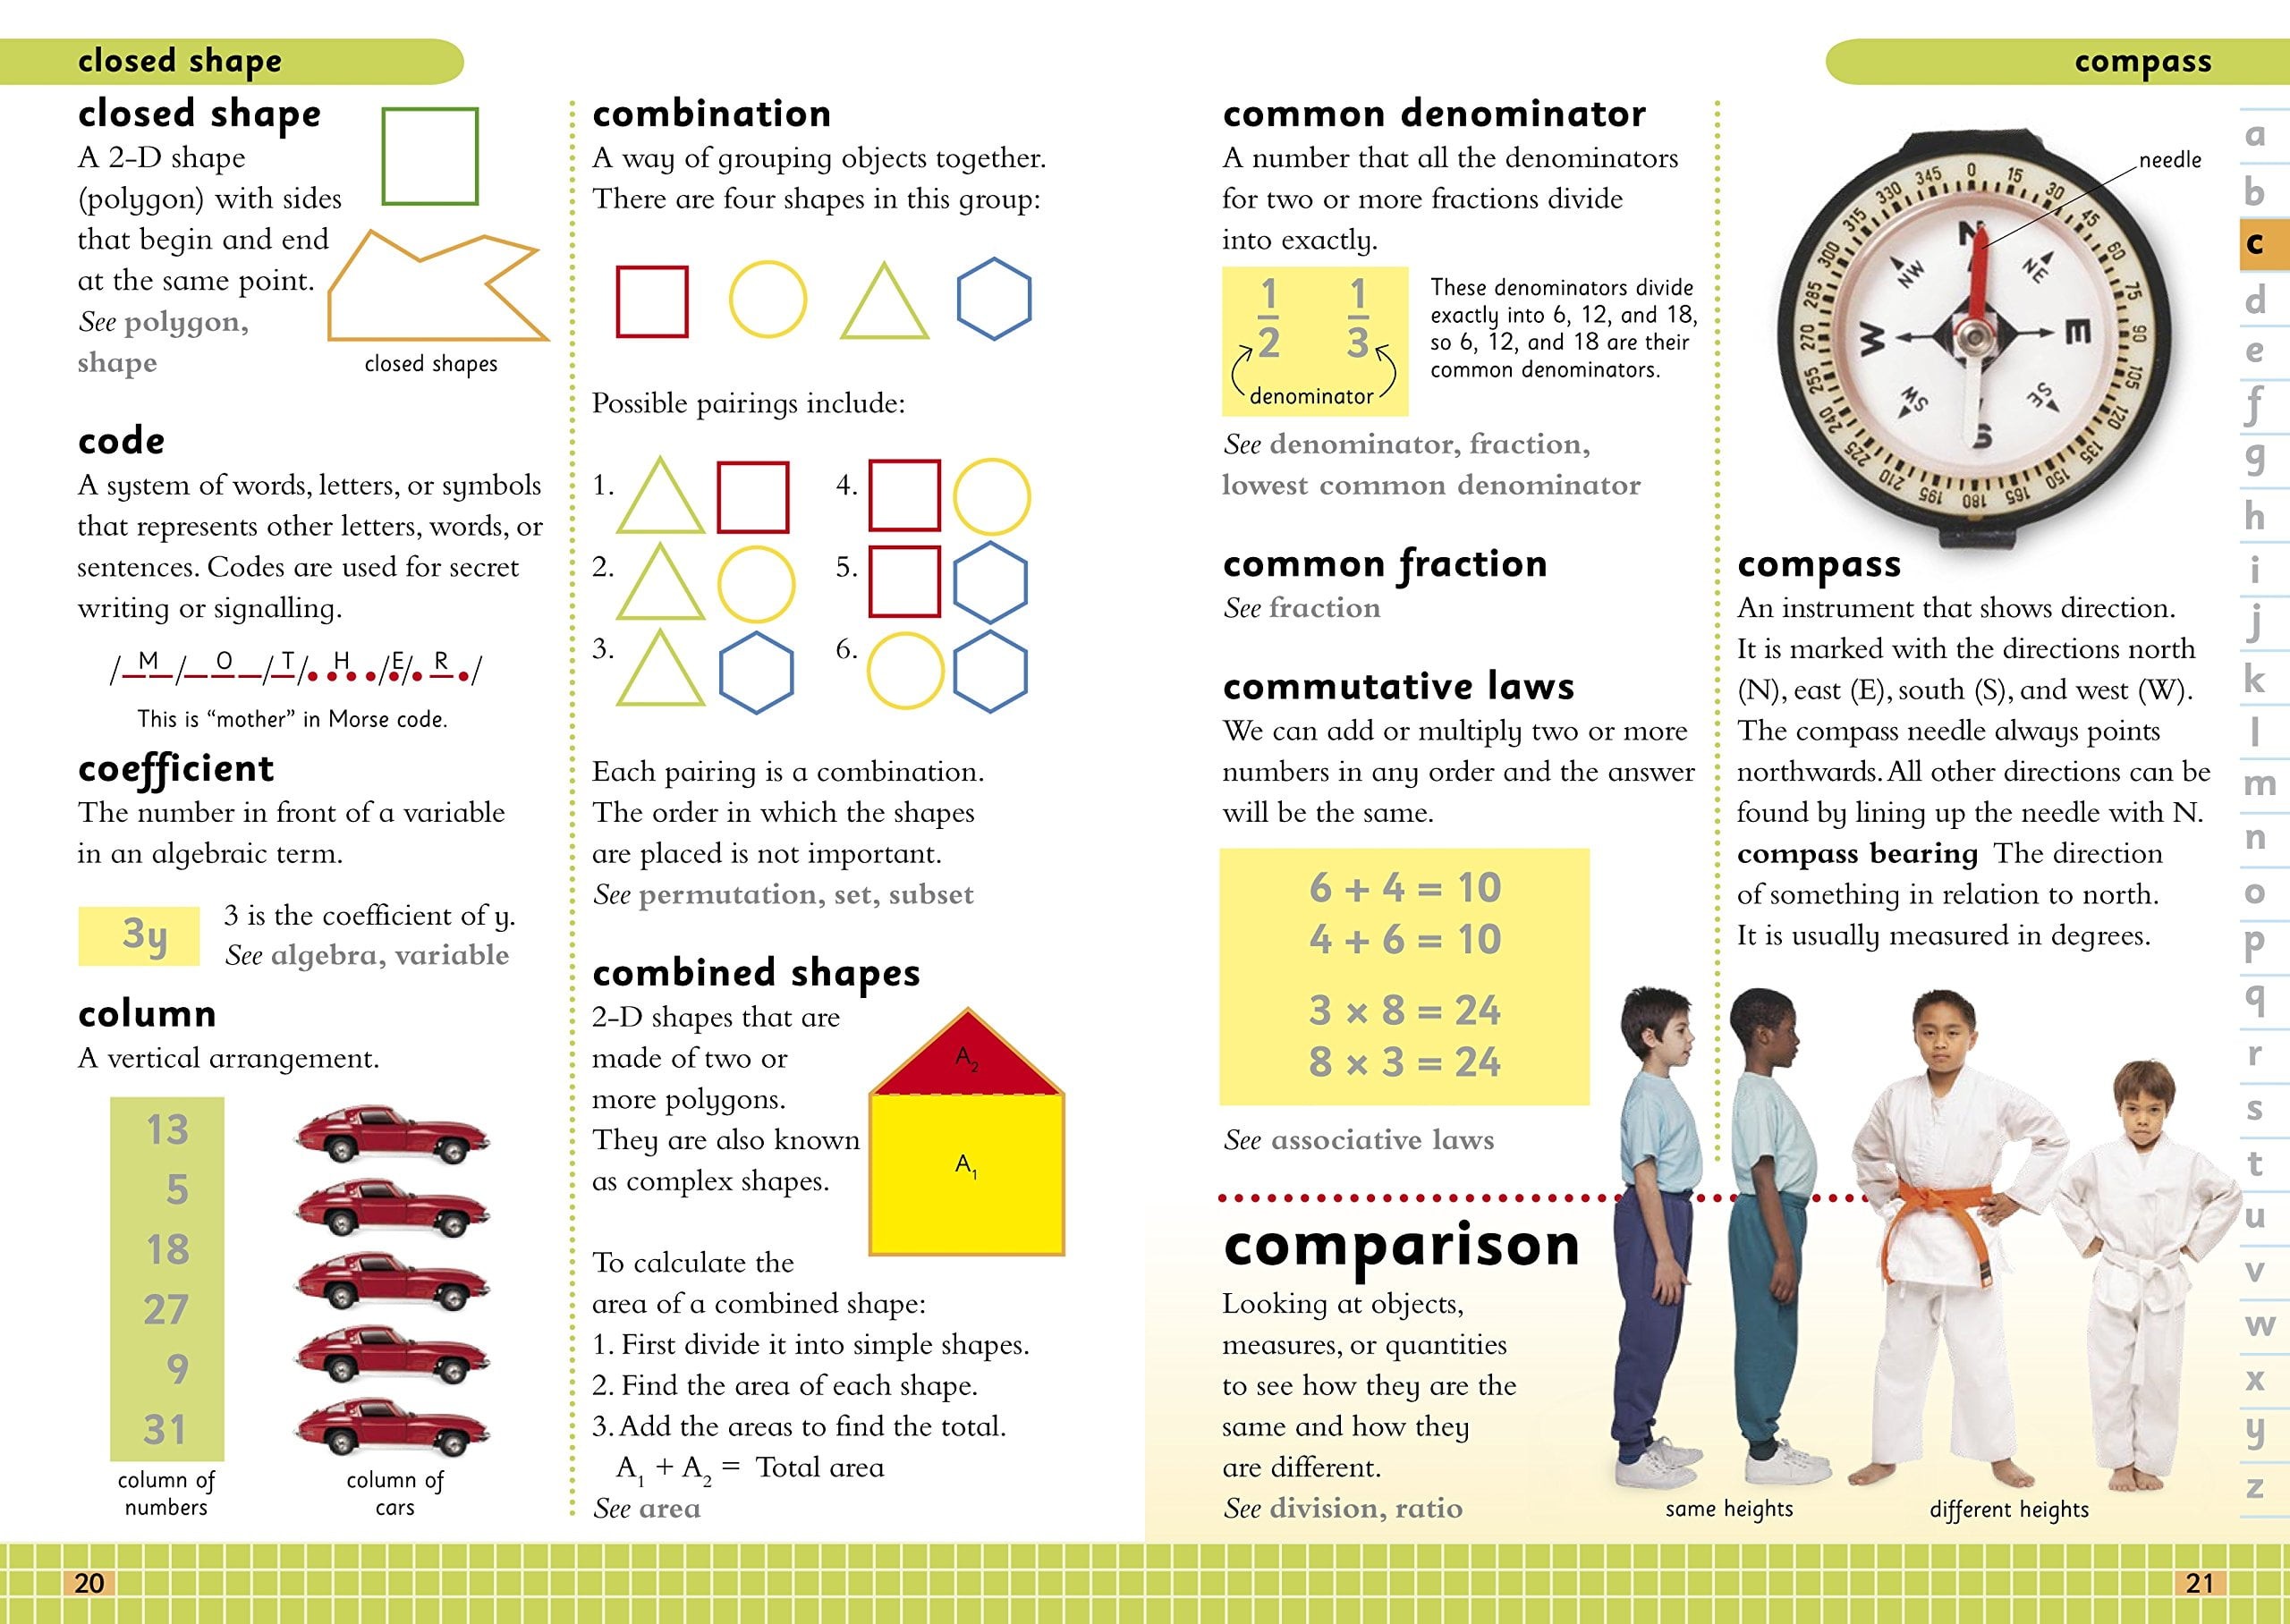 closed shape
closed shape
A 2-D shape
(polygon) with sides
that begin and end
at the same point.
See polygon,
shape
closed shapes
code
A system of words, letters, or symbols
that represents other letters, words, or
sentences. Codes are used for secret
writing or signalling.
/ M / O / T / H / E / R /
This is “mother” in Morse code.
coefficient
The number in front of a variable
in an algebraic term.
3y
3 is the coefficient of y.
See algebra, variable
column
A vertical arrangement.
13
5
18
27
9
31
column of
numbers
column of
cars
combination
A way of grouping objects together.
There are four shapes in this group:
Possible pairings include:
1.
2.
3.
4.
5.
6.
Each pairing is a combination.
The order in which the shapes
are placed is not important.
See permutation, set, subset
combined shapes
2-D shapes that are
made of two or
more polygons.
They are also known
as complex shapes.
A₂
A₁
To calculate the
area of a combined shape:
1. First divide it into simple shapes.
2. Find the area of each shape.
3. Add the areas to find the total.
A₁ + A₂ = Total area
See area
20
compass
common denominator
A number that all the denominators
for two or more fractions divide
into exactly.
1 1
2 3
denominator
These denominators divide
exactly into 6, 12, and 18,
so 6, 12, and 18 are their
common denominators.
See denominator, fraction,
lowest common denominator
common fraction
See fraction
commutative laws
We can add or multiply two or more
numbers in any order and the answer
will be the same.
6 + 4 = 10
4 + 6 = 10
3 × 8 = 24
8 × 3 = 24
See associative laws
comparison
Looking at objects,
measures, or quantities
to see how they are the
same and how they
are different.
See division, ratio
same heights
different heights
needle
0 15 30 45 60 75 90 105 120 135 150 165 180 195 210 225 240 255 270 285 300 315 330 345
N
NE
E
SE
S
SW
W
NW
compass
An instrument that shows direction.
It is marked with the directions north
(N), east (E), south (S), and west (W).
The compass needle always points
northwards. All other directions can be
found by lining up the needle with N.
compass bearing The direction
of something in relation to north.
It is usually measured in degrees.
a
b
c
d
e
f
g
h
i
j
k
l
m
n
o
p
q
r
s
t
u
v
w
x
y
z
21